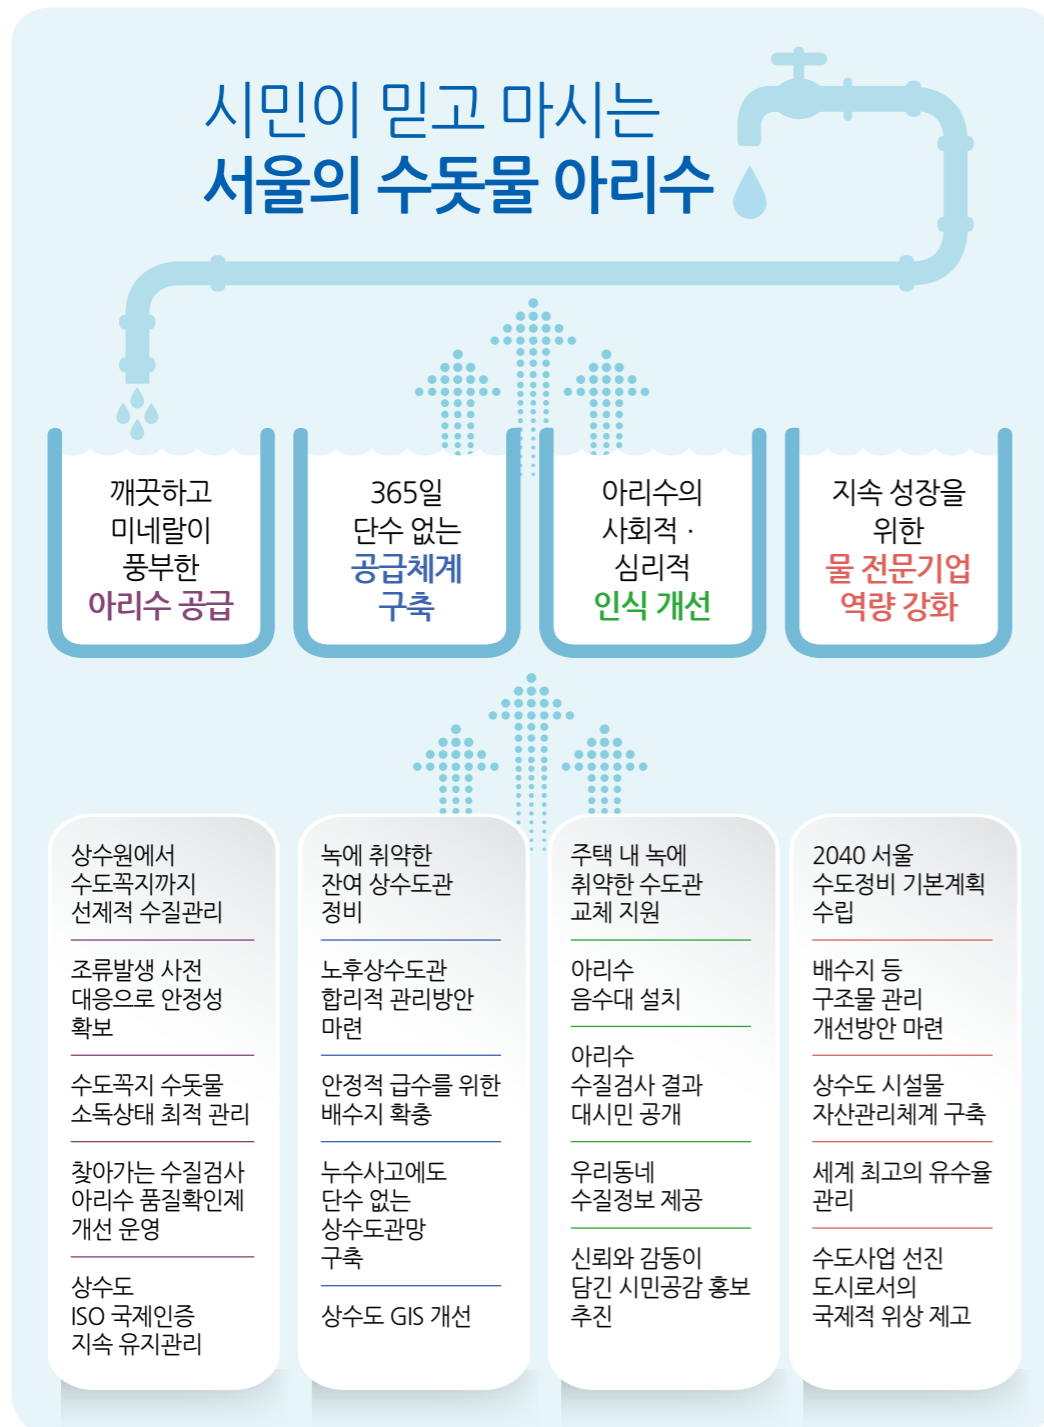 시민이 믿고 마시는
서울의 수돗물 아리수
깨끗하고
미네랄이
풍부한
아리수 공급
365일
단수 없는
공급체계
구축
아리수의
사회적 ·
심리적
인식 개선
지속 성장을
위한
물 전문기업
역량 강화
상수원에서
수도꼭지까지
선제적 수질관리
조류발생 사전
대응으로 안정성
확보
수도꼭지 수돗물
소독상태 최적 관리
찾아가는 수질검사
아리수 품질확인제
개선 운영
상수도
ISO 국제인증
지속 유지관리
녹에 취약한
잔여 상수도관
정비
노후상수도관
합리적 관리방안
마련
안정적 급수를 위한
배수지 확충
누수사고에도
단수 없는
상수도관망
구축
상수도 GIS 개선
주택 내 녹에
취약한 수도관
교체 지원
아리수
음수대 설치
아리수
수질검사 결과
대시민 공개
우리동네
수질정보 제공
신뢰와 감동이
담긴 시민공감 홍보
추진
2040 서울
수도정비 기본계획
수립
배수지 등
구조물 관리
개선방안 마련
상수도 시설물
자산관리체계 구축
세계 최고의 유수율
관리
수도사업 선진
도시로서의
국제적 위상 제고